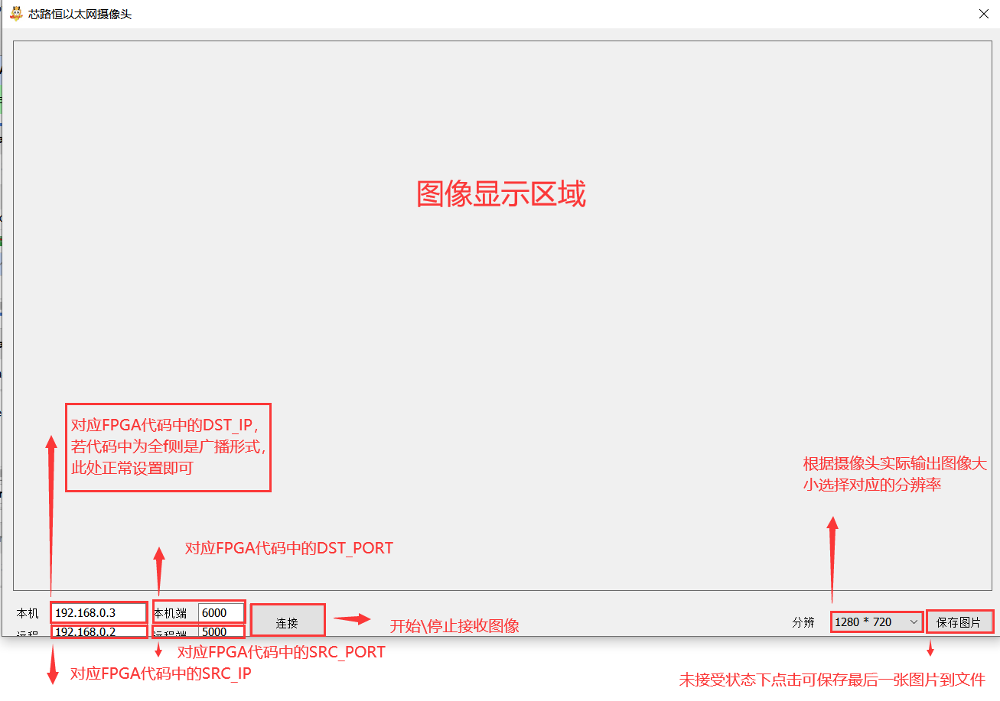 芯路恒以太网摄像头
图像显示区域
对应FPGA代码中的DST_IP，
若代码中为全f则是广播形式，
此处正常设置即可
根据摄像头实际输出图像大
小选择对应的分辨率
对应FPGA代码中的DST_PORT
本机
192.168.0.3
本机端
6000
连接
开始\停止接收图像
分辨
1280 * 720
保存图片
远程
192.168.0.2
远程端
5000
对应FPGA代码中的SRC_PORT
对应FPGA代码中的SRC_IP
未接受状态下点击可保存最后一张图片到文件